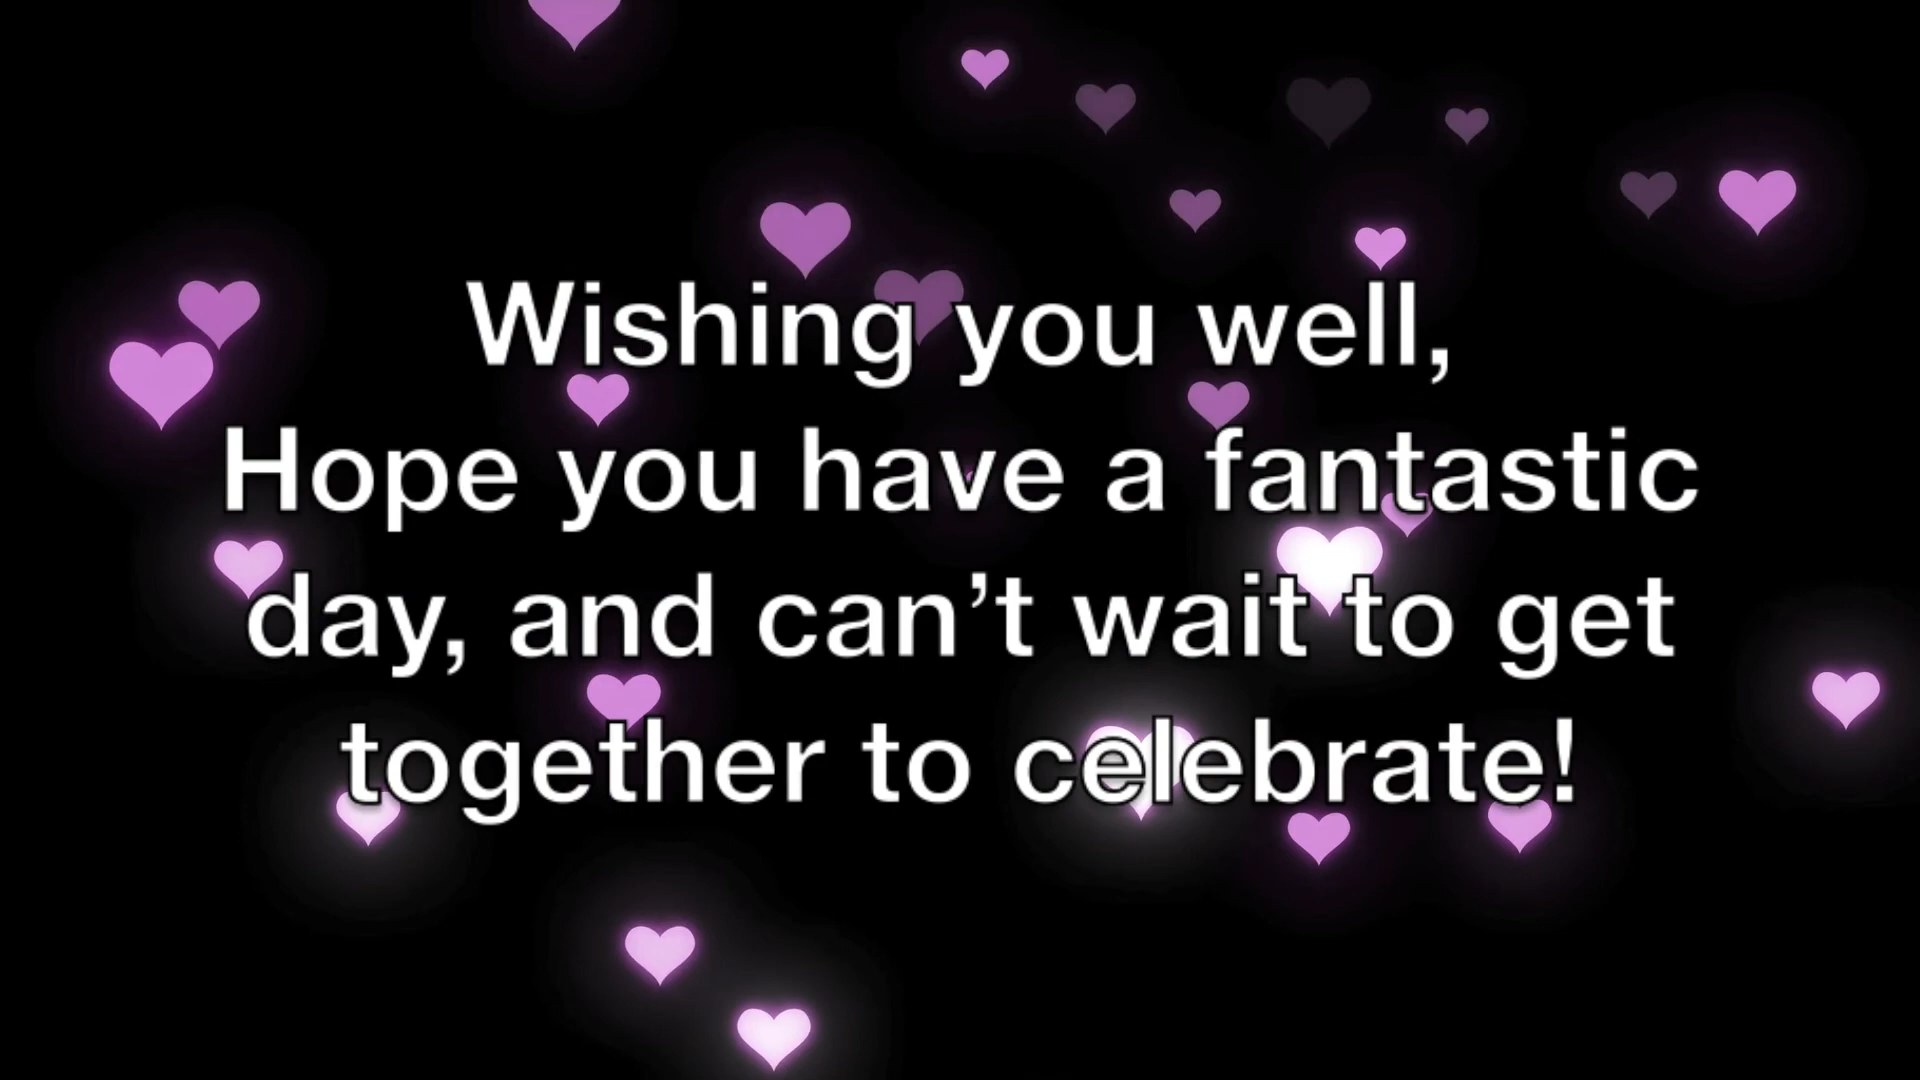 Wishing you well,
Hope you have a fantastic
day, and can’t wait to get
together to celebrate!